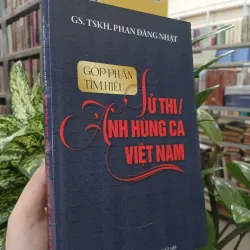 GS. TSKH. PHAN ĐĂNG NHẬT
GÓP PHẦN
TÌM HIỂU
SỬ THI/
ANH HÙNG CA
VIỆT NAM